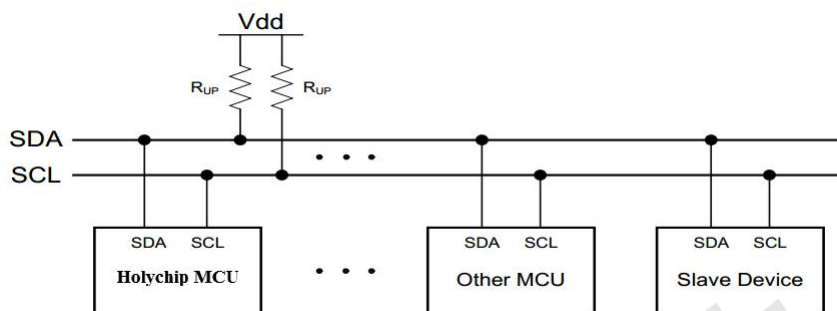 Vdd
RUP RUP
SDA
SCL
SDA SCL SDA SCL SDA SCL
Holychip MCU Other MCU Slave Device